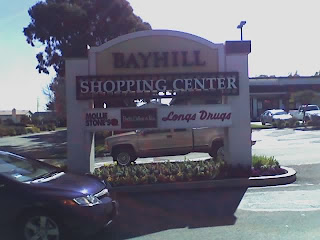 BAYHILL
SHOPPING CENTER
MOLLIE STONE'S
Longs Drugs